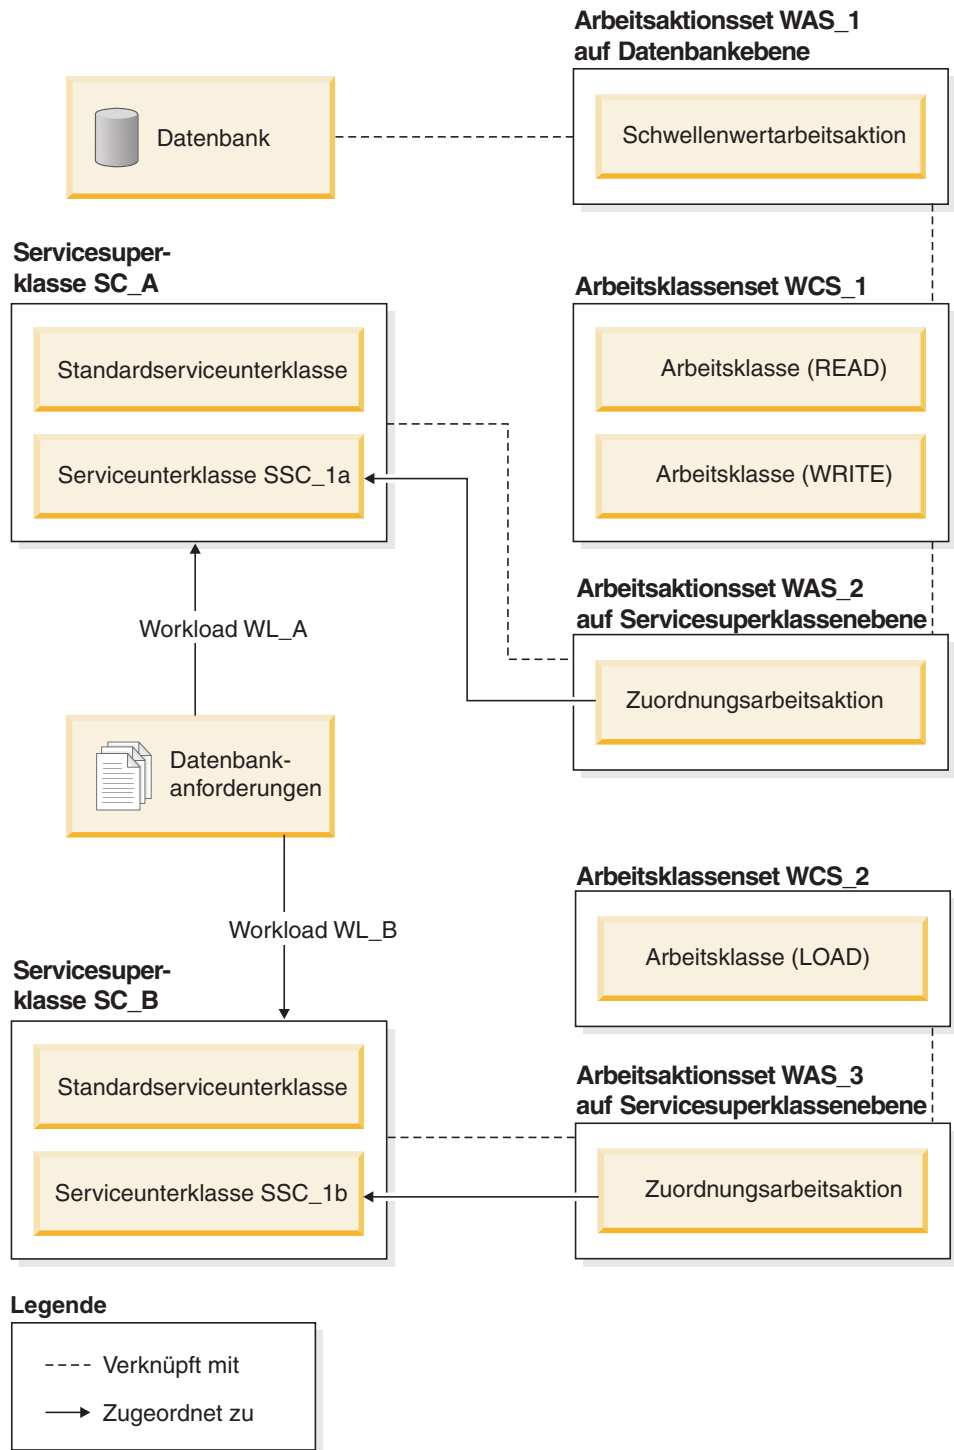 Arbeitsaktionsset WAS_1
auf Datenbankebene
Datenbank
Schwellenwertarbeitsaktion
Servicesuper-
klasse SC_A
Arbeitsklassenset WCS_1
Standardserviceunterklasse
Arbeitsklasse (READ)
Serviceunterklasse SSC_1a
Arbeitsklasse (WRITE)
Arbeitsaktionsset WAS_2
auf Servicesuperklassenebene
Workload WL_A
Zuordnungsarbeitsaktion
Datenbank-
anforderungen
Arbeitsklassenset WCS_2
Workload WL_B
Arbeitsklasse (LOAD)
Servicesuper-
klasse SC_B
Standardserviceunterklasse
Arbeitsaktionsset WAS_3
auf Servicesuperklassenebene
Serviceunterklasse SSC_1b
Zuordnungsarbeitsaktion
Legende
Verknüpft mit
Zugeordnet zu